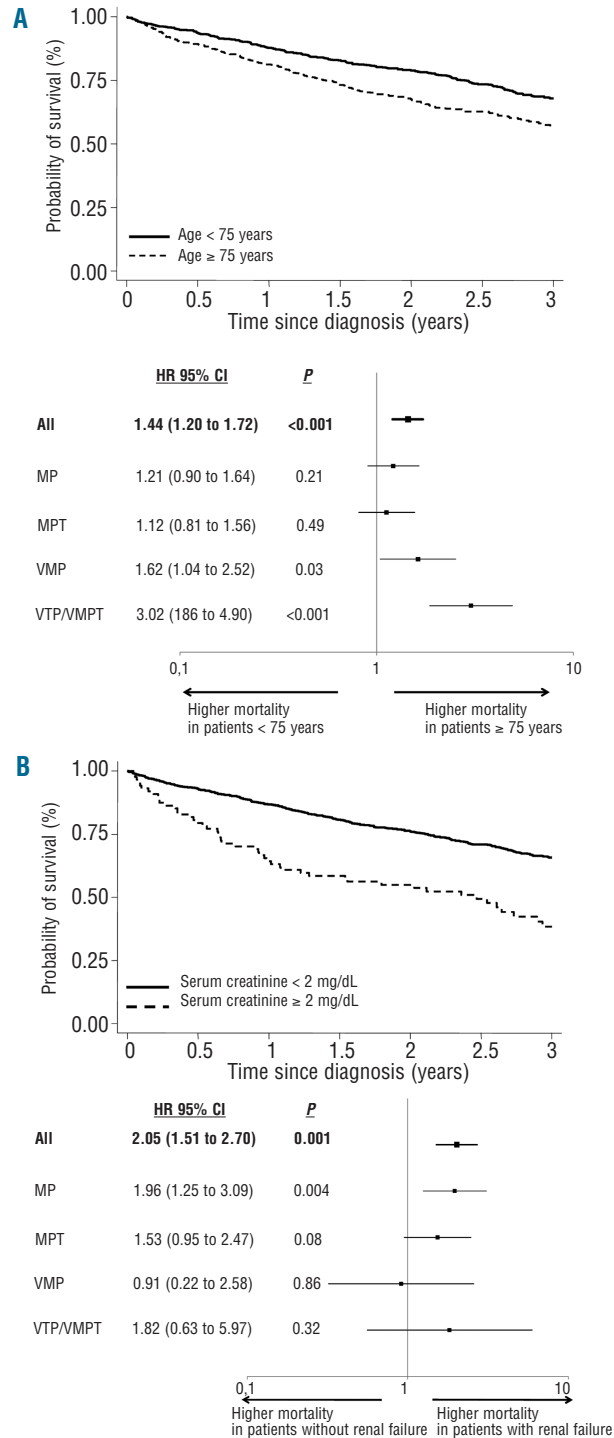 A
Probability of survival (%)
1.00
0.75
0.50
0.25
0.00
Age < 75 years
Age ≥ 75 years
0 0.5 1 1.5 2 2.5 3
Time since diagnosis (years)
HR 95% CI P
All 1.44 (1.20 to 1.72) <0.001
MP 1.21 (0.90 to 1.64) 0.21
MPT 1.12 (0.81 to 1.56) 0.49
VMP 1.62 (1.04 to 2.52) 0.03
VTP/VMPT 3.02 (186 to 4.90) <0.001
0,1 1 10
Higher mortality
in patients < 75 years
Higher mortality
in patients ≥ 75 years
B
Probability of survival (%)
1.00
0.75
0.50
0.25
0.00
Serum creatinine < 2 mg/dL
Serum creatinine ≥ 2 mg/dL
0 0.5 1 1.5 2 2.5 3
Time since diagnosis (years)
HR 95% CI P
All 2.05 (1.51 to 2.70) 0.001
MP 1.96 (1.25 to 3.09) 0.004
MPT 1.53 (0.95 to 2.47) 0.08
VMP 0.91 (0.22 to 2.58) 0.86
VTP/VMPT 1.82 (0.63 to 5.97) 0.32
0,1 1 10
Higher mortality
in patients without renal failure
Higher mortality
in patients with renal failure